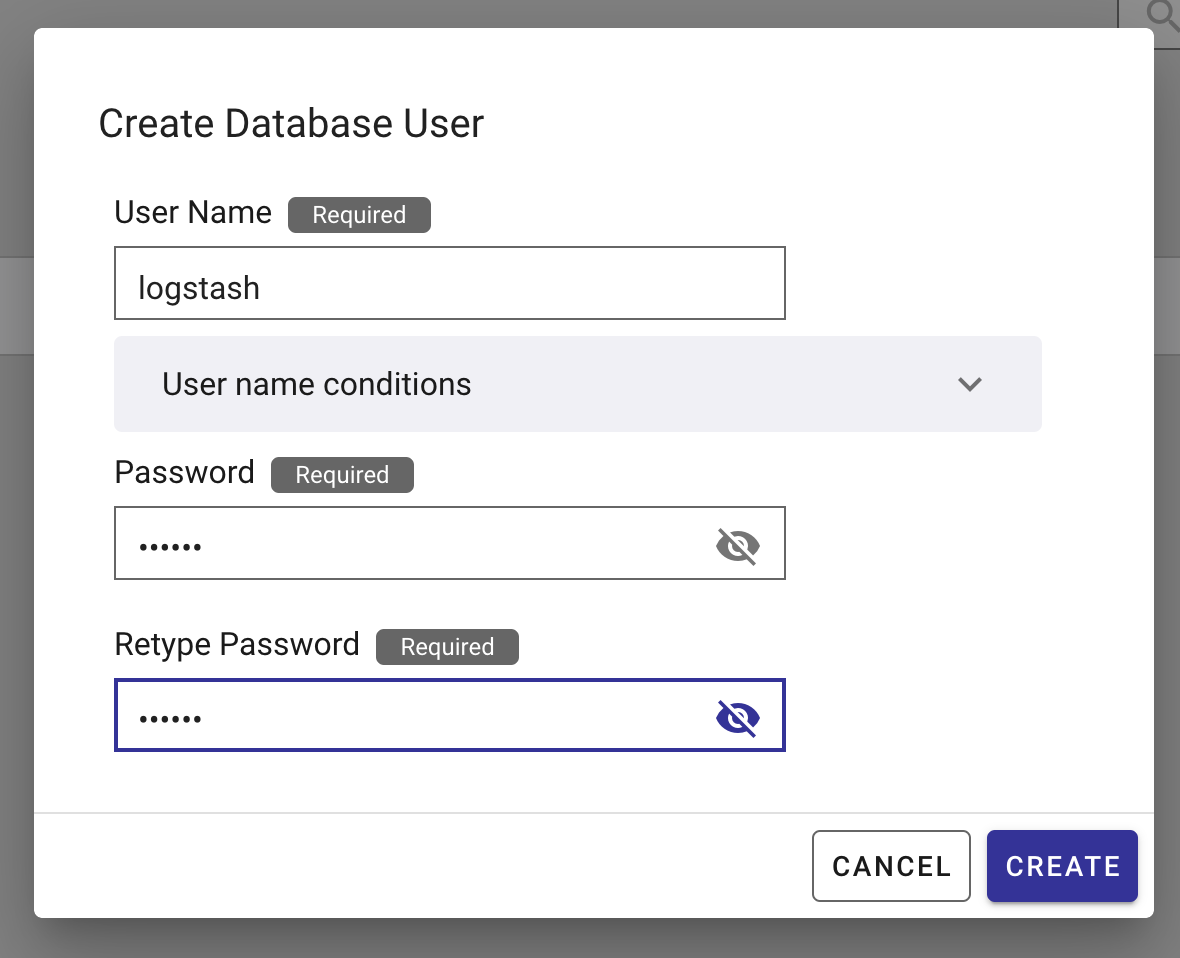 Create Database User
User Name Required
logstash
User name conditions
Password Required
••••••
Retype Password Required
••••••
CANCEL CREATE